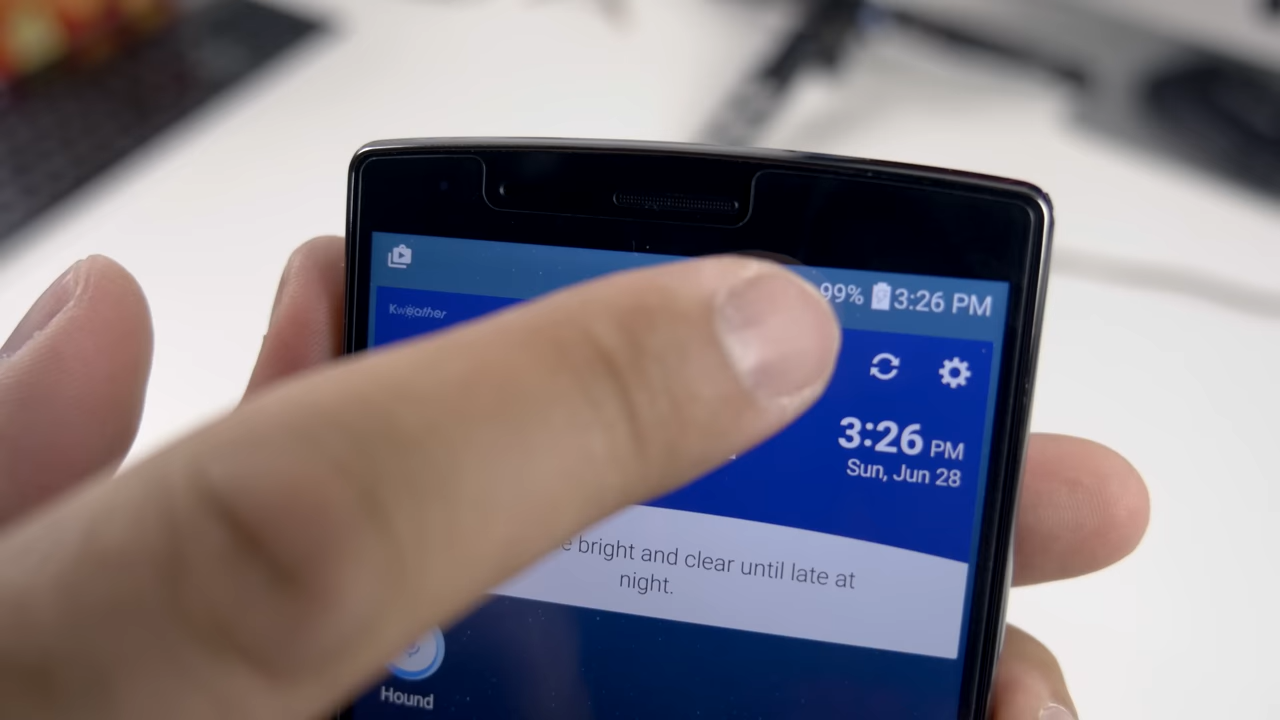 99% 3:26 PM
Kweather
3:26 PM
Sun, Jun 28
bright and clear until late at
night.
Hound